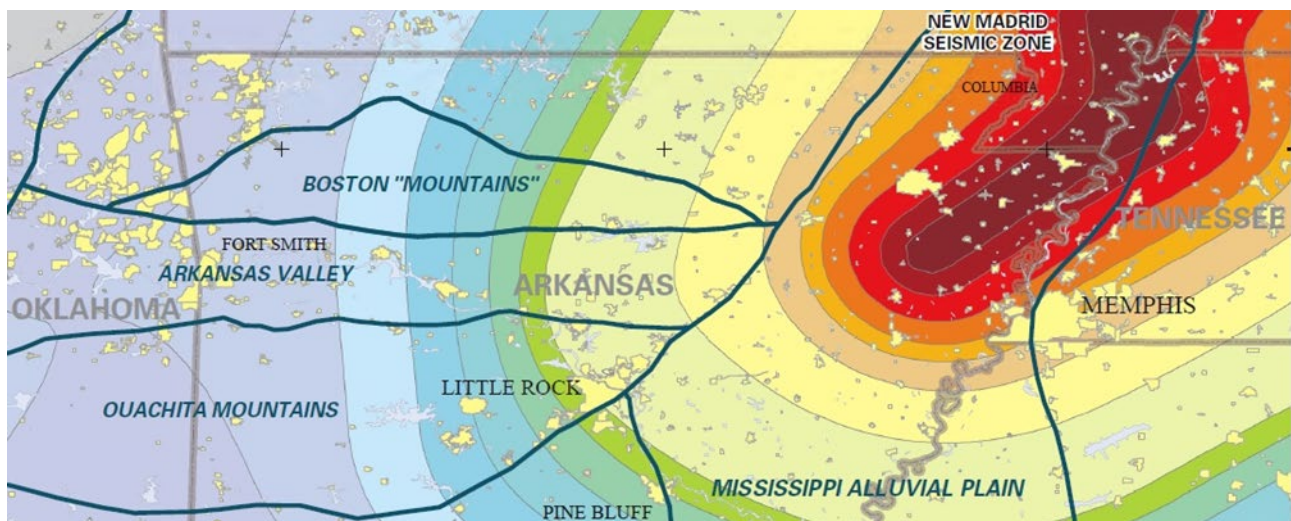 NEW MADRID
SEISMIC ZONE
COLUMBIA
BOSTON "MOUNTAINS"
TENNESSEE
FORT SMITH
ARKANSAS VALLEY
ARKANSAS
OKLAHOMA
MEMPHIS
LITTLE ROCK
OUACHITA MOUNTAINS
MISSISSIPPI ALLUVIAL PLAIN
PINE BLUFF